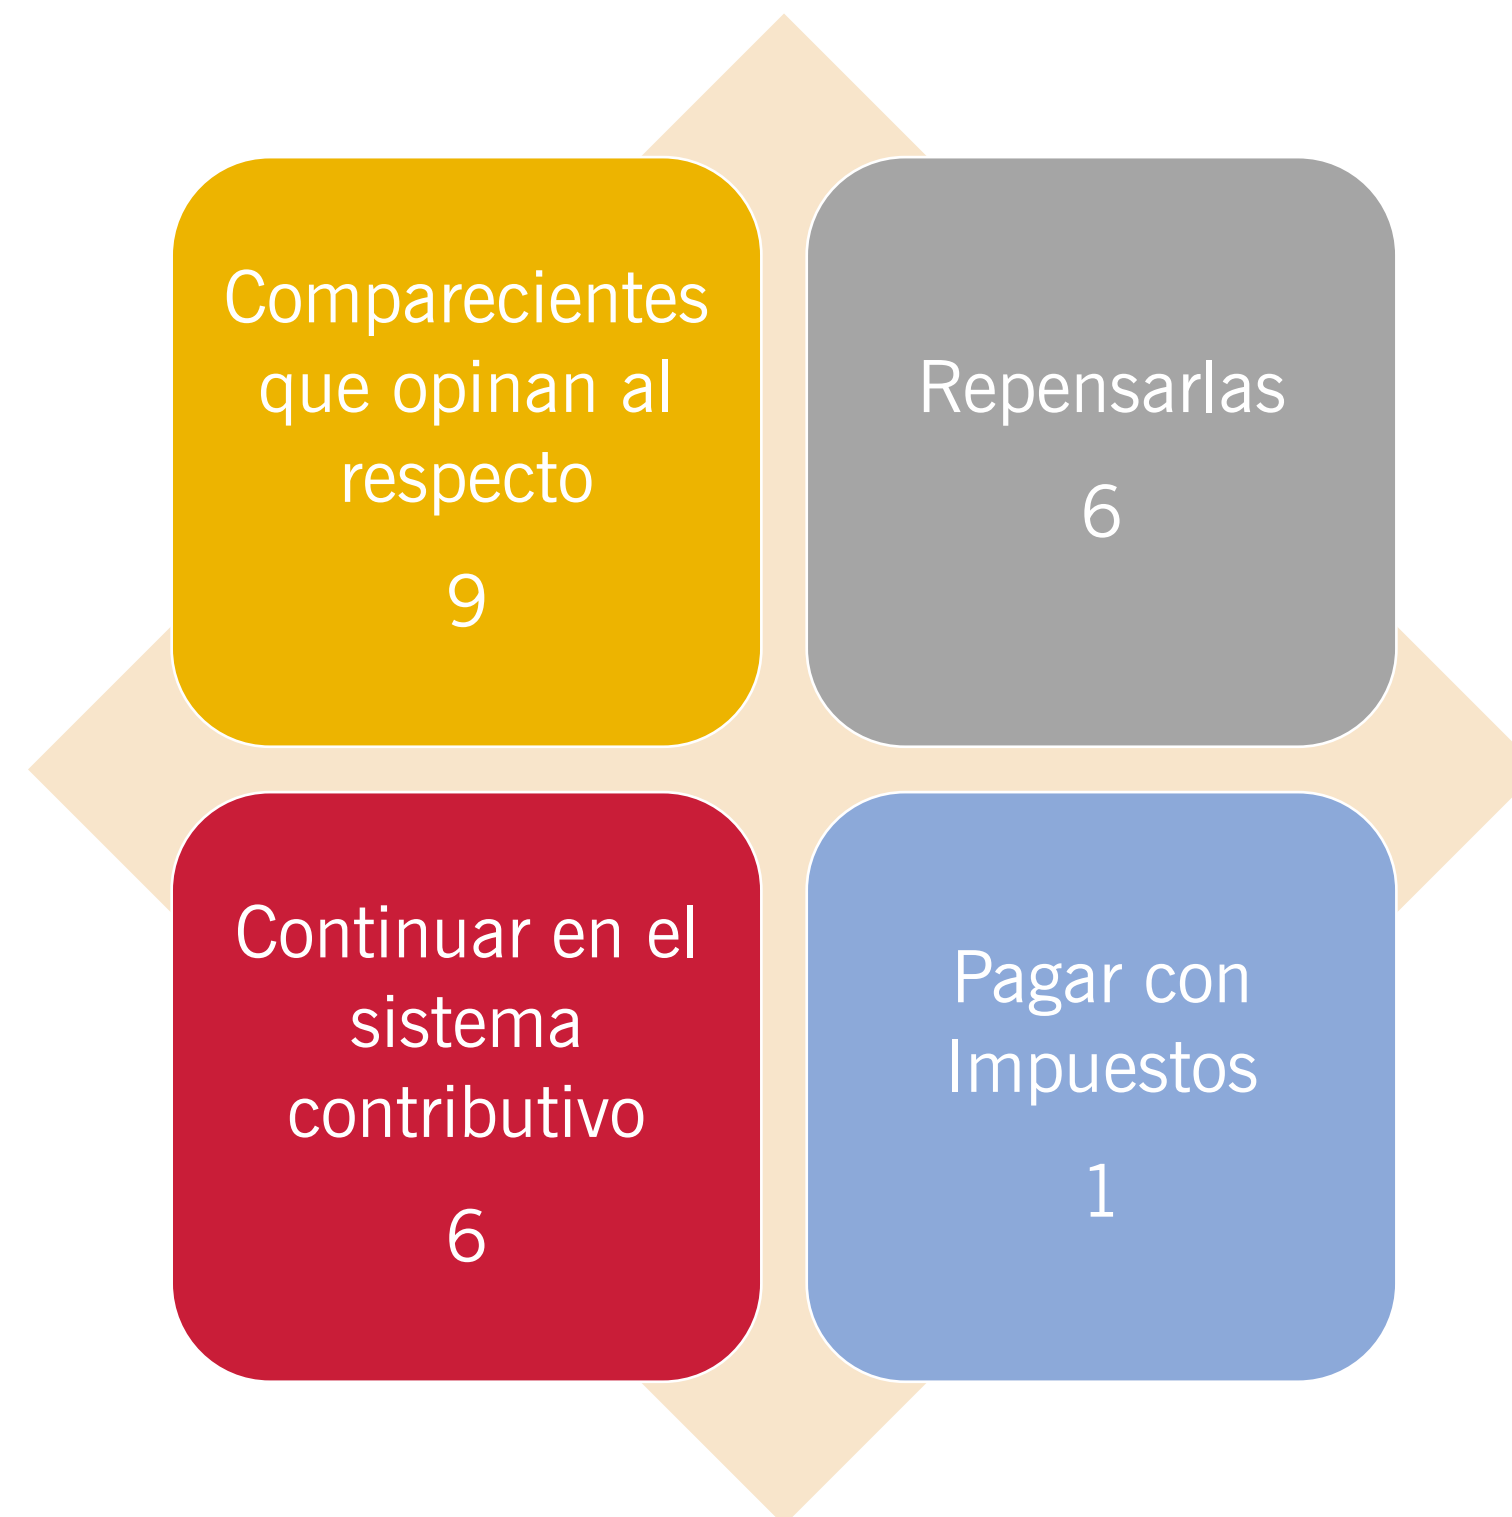 Comparecientes
que opinan al
respecto
9
Repensarlas
6
Continuar en el
sistema
contributivo
6
Pagar con
Impuestos
1